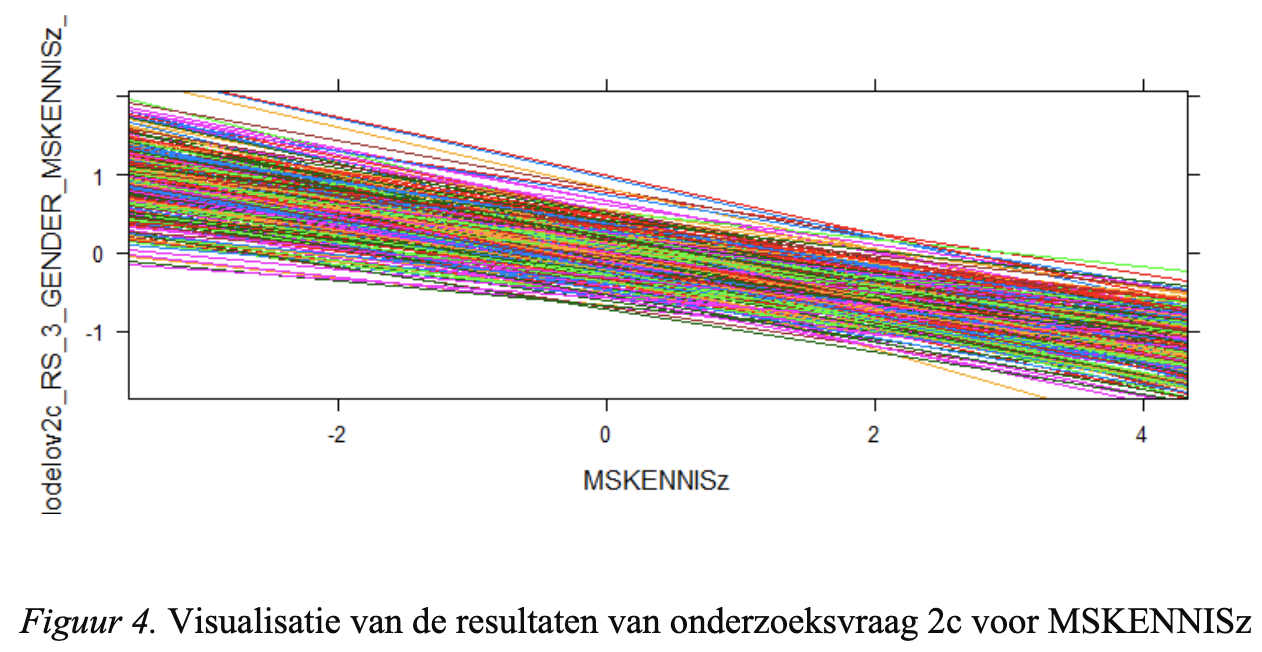 lodelov2c_RS_3_GENDER_MSKENNISz_
1
0
-1
-2
0
2
4
MSKENNISz
Figuur 4. Visualisatie van de resultaten van onderzoeksvraag 2c voor MSKENNISz